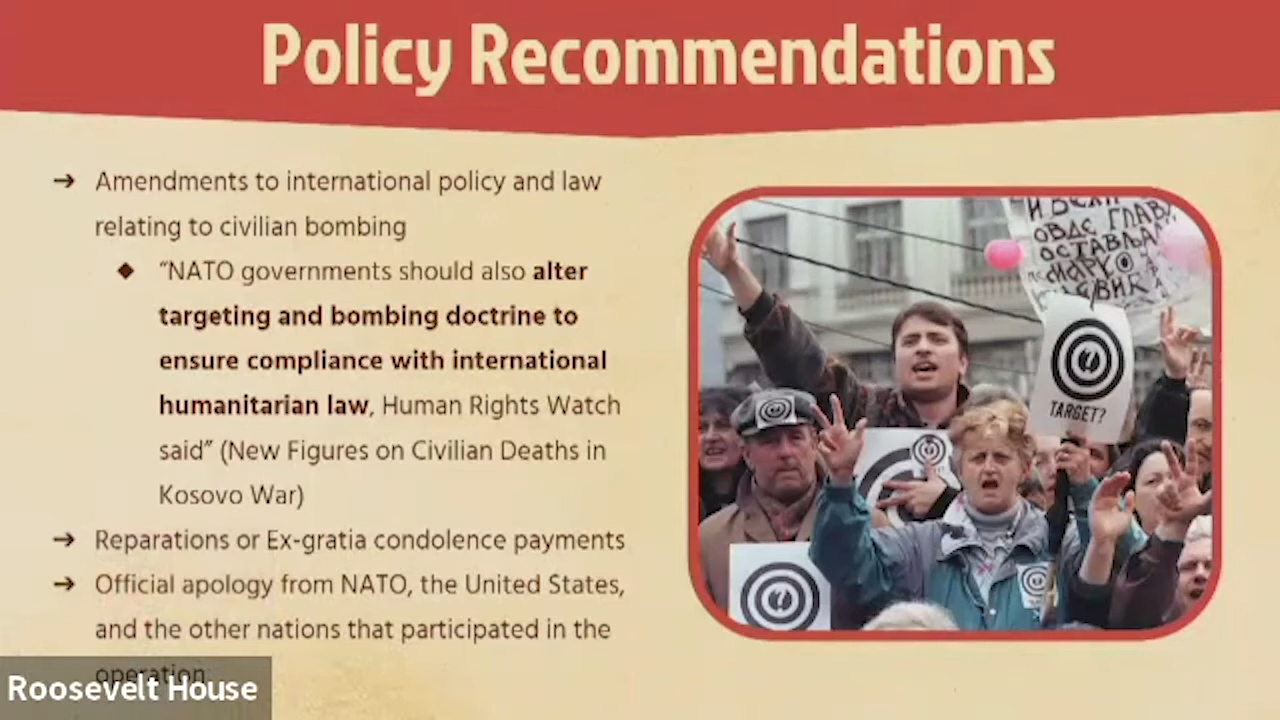 Policy Recommendations
➔ Amendments to international policy and law
relating to civilian bombing
◆ “NATO governments should also alter
targeting and bombing doctrine to
ensure compliance with international
humanitarian law, Human Rights Watch
said” (New Figures on Civilian Deaths in
Kosovo War)
➔ Reparations or Ex-gratia condolence payments
➔ Official apology from NATO, the United States,
and the other nations that participated in the
operation
Roosevelt House
ОВДЕ ГЛАВ
TARGET?